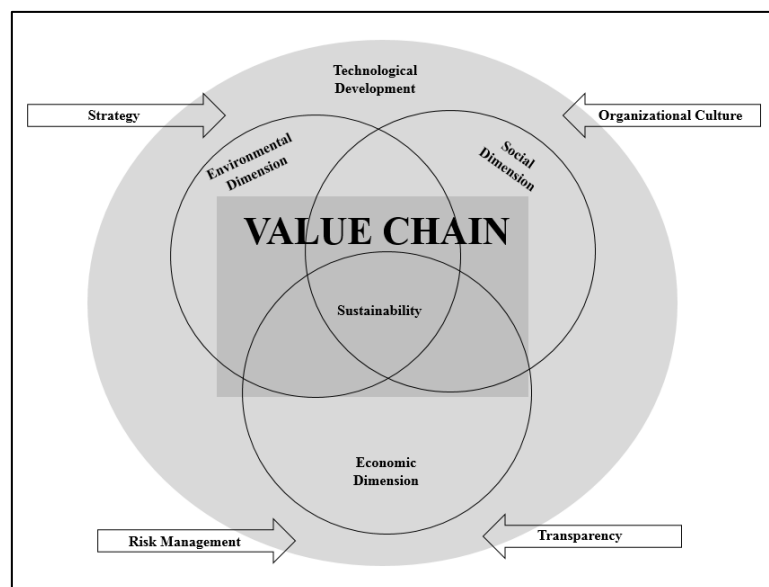 Technological
Development
Strategy
Organizational Culture
Environmental
Dimension
Social
Dimension
VALUE CHAIN
Sustainability
Economic
Dimension
Risk Management
Transparency